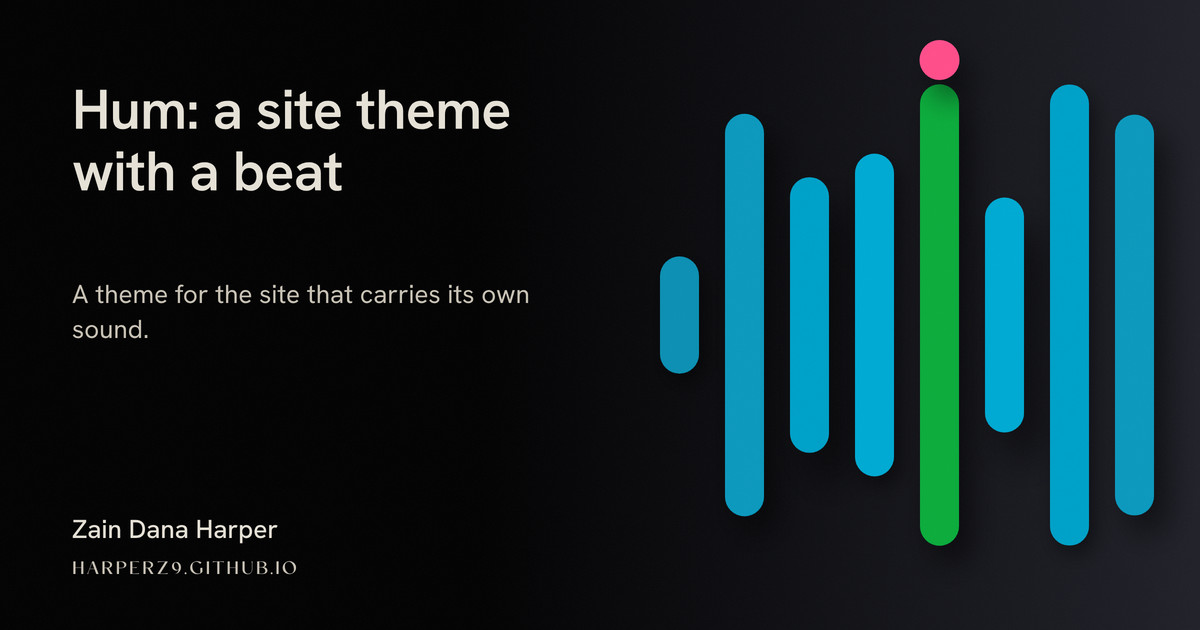 Hum: a site theme
with a beat
A theme for the site that carries its own
sound.
Zain Dana Harper
HARPERZ9.GITHUB.IO